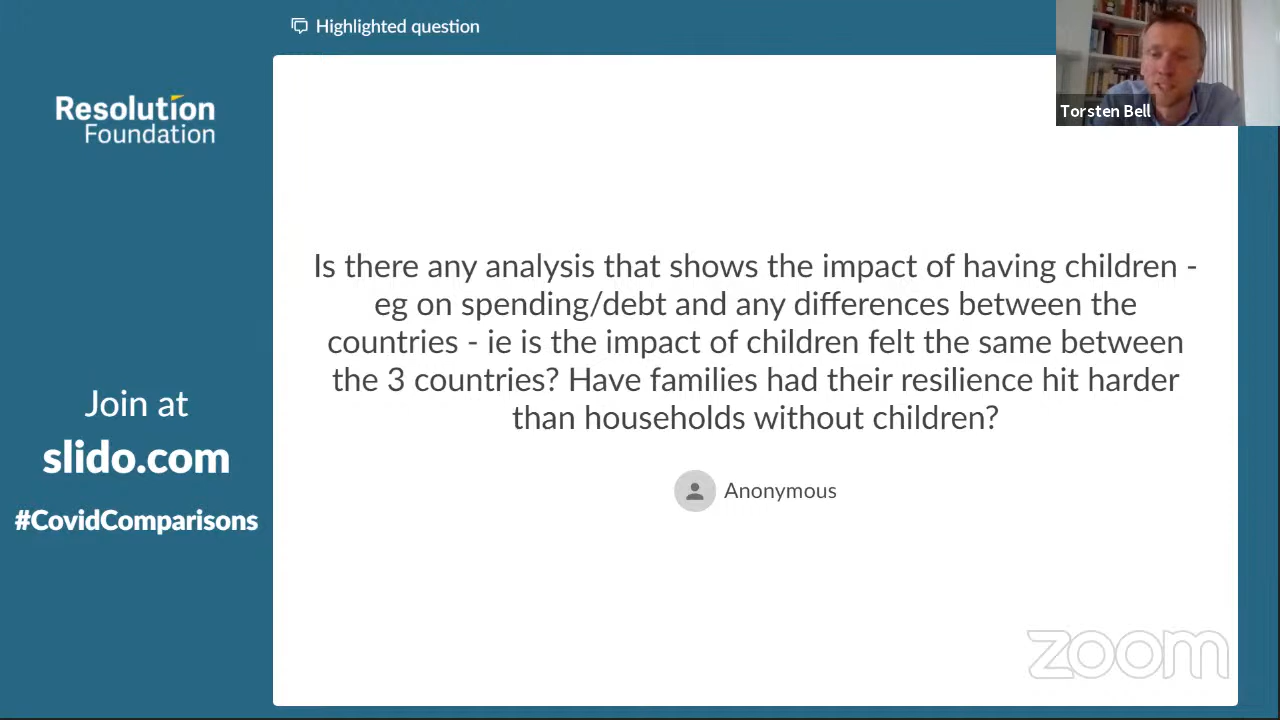 Highlighted question
Resolution
Foundation
Torsten Bell
Is there any analysis that shows the impact of having children -
eg on spending/debt and any differences between the
countries - ie is the impact of children felt the same between
the 3 countries? Have families had their resilience hit harder
than households without children?
Anonymous
Join at
slido.com
#CovidComparisons
zoom